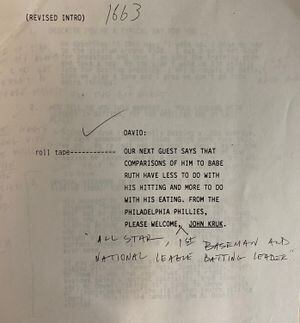 (REVISED INTRO) 1663
DAVID:
roll tape------------- OUR NEXT GUEST SAYS THAT
COMPARISONS OF HIM TO BABE
RUTH HAVE LESS TO DO WITH
HIS HITTING AND MORE TO DO
WITH HIS EATING. FROM THE
PHILADELPHIA PHILLIES,
PLEASE WELCOME, JOHN KRUK.
"ALL STAR, 1ST BASEMAN AND
NATIONAL LEAGUE BATTING LEADER"